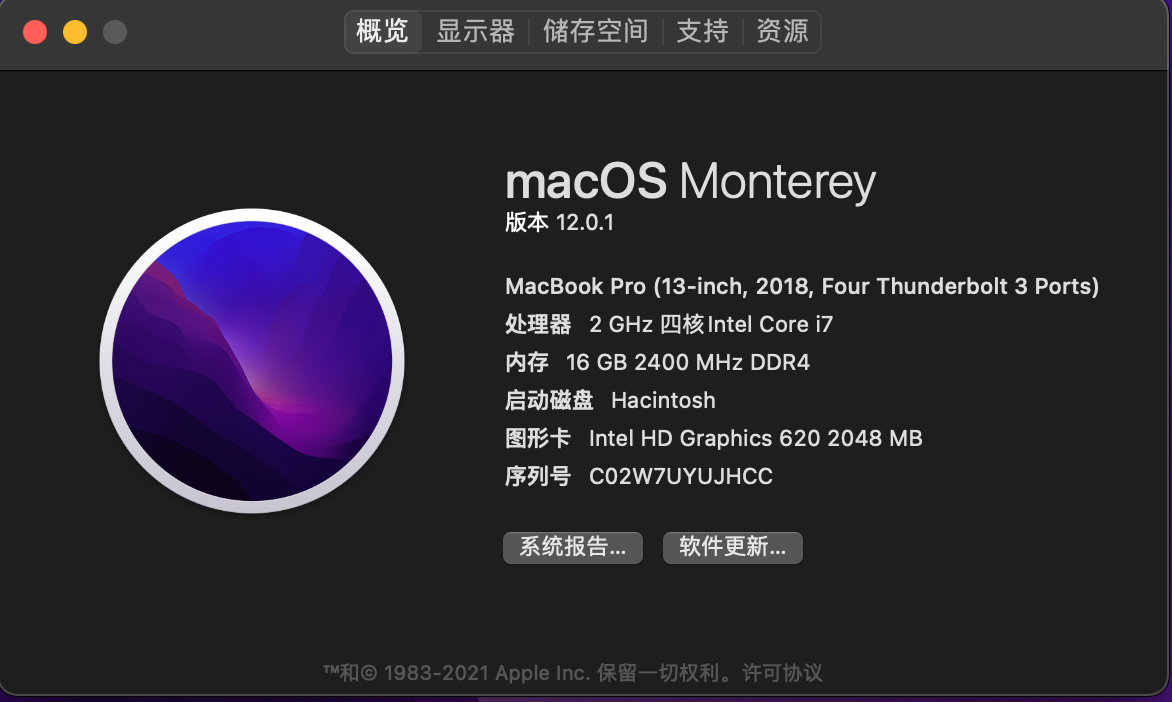 概览 显示器 储存空间 支持 资源
macOS Monterey
版本 12.0.1
MacBook Pro (13-inch, 2018, Four Thunderbolt 3 Ports)
处理器 2 GHz 四核Intel Core i7
内存 16 GB 2400 MHz DDR4
启动磁盘 Hacintosh
图形卡 Intel HD Graphics 620 2048 MB
序列号 C02W7UYUJHCC
系统报告... 软件更新...
™和© 1983-2021 Apple Inc. 保留一切权利。许可协议